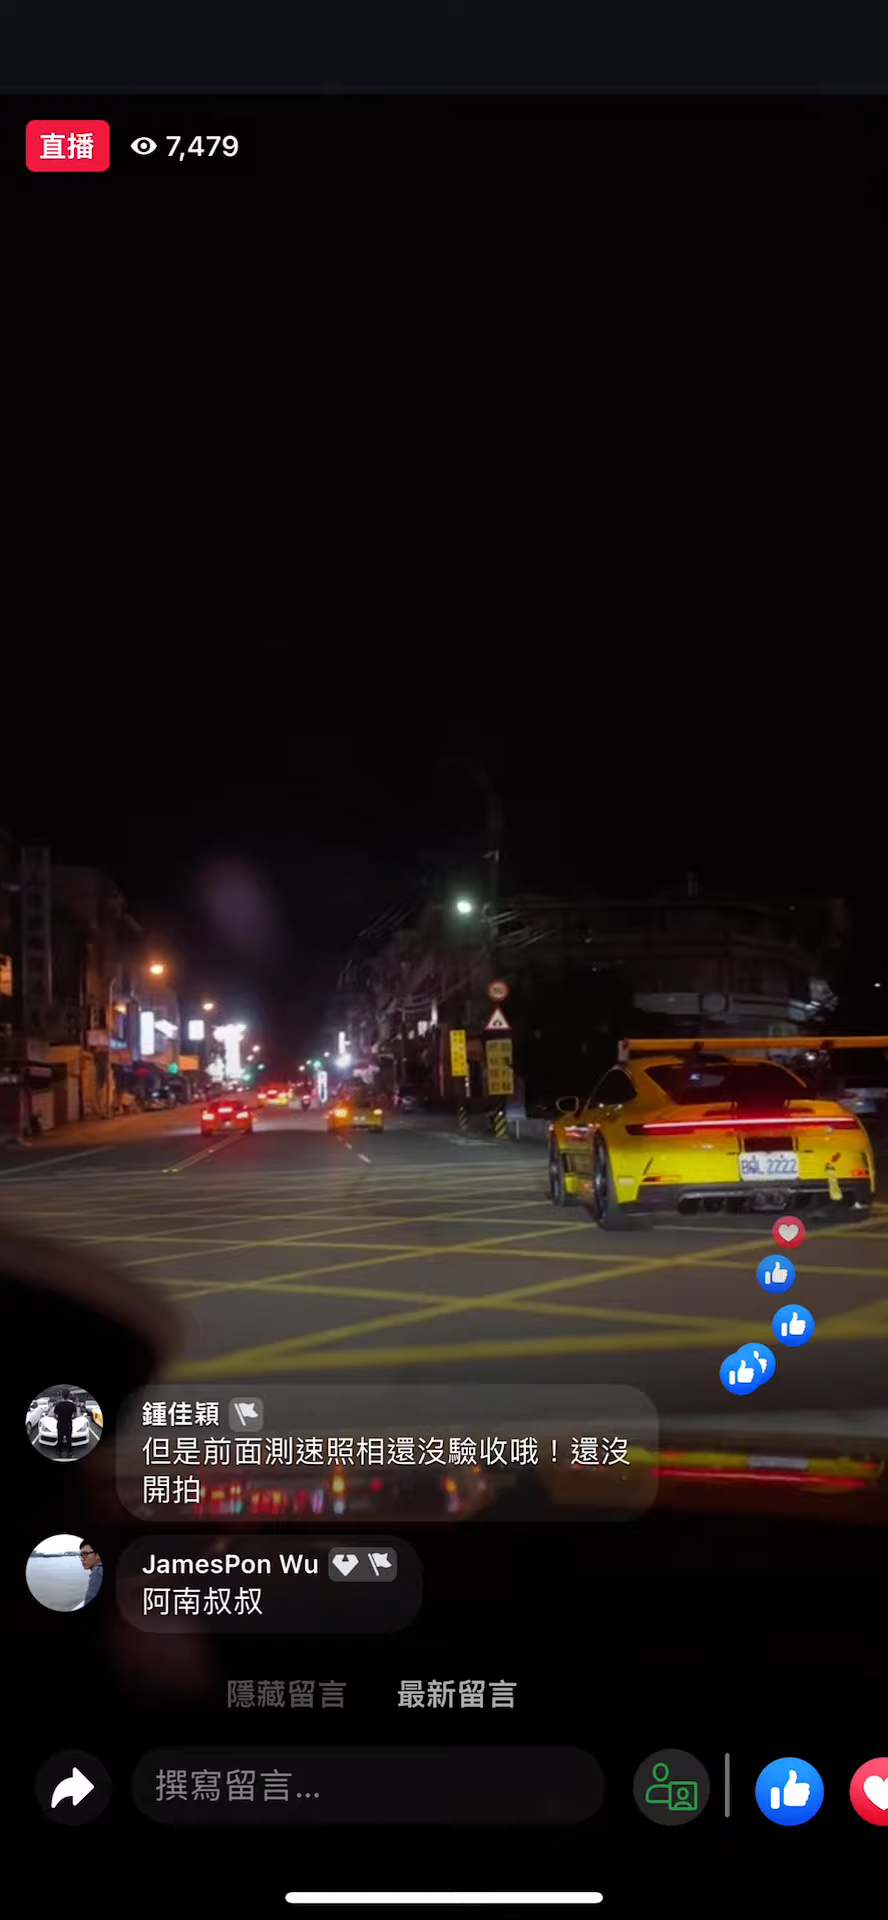 直播 7,479
BQL 2222
鍾佳穎
但是前面測速照相還沒驗收哦！還沒
開拍
JamesPon Wu
阿南叔叔
隱藏留言 最新留言
撰寫留言...